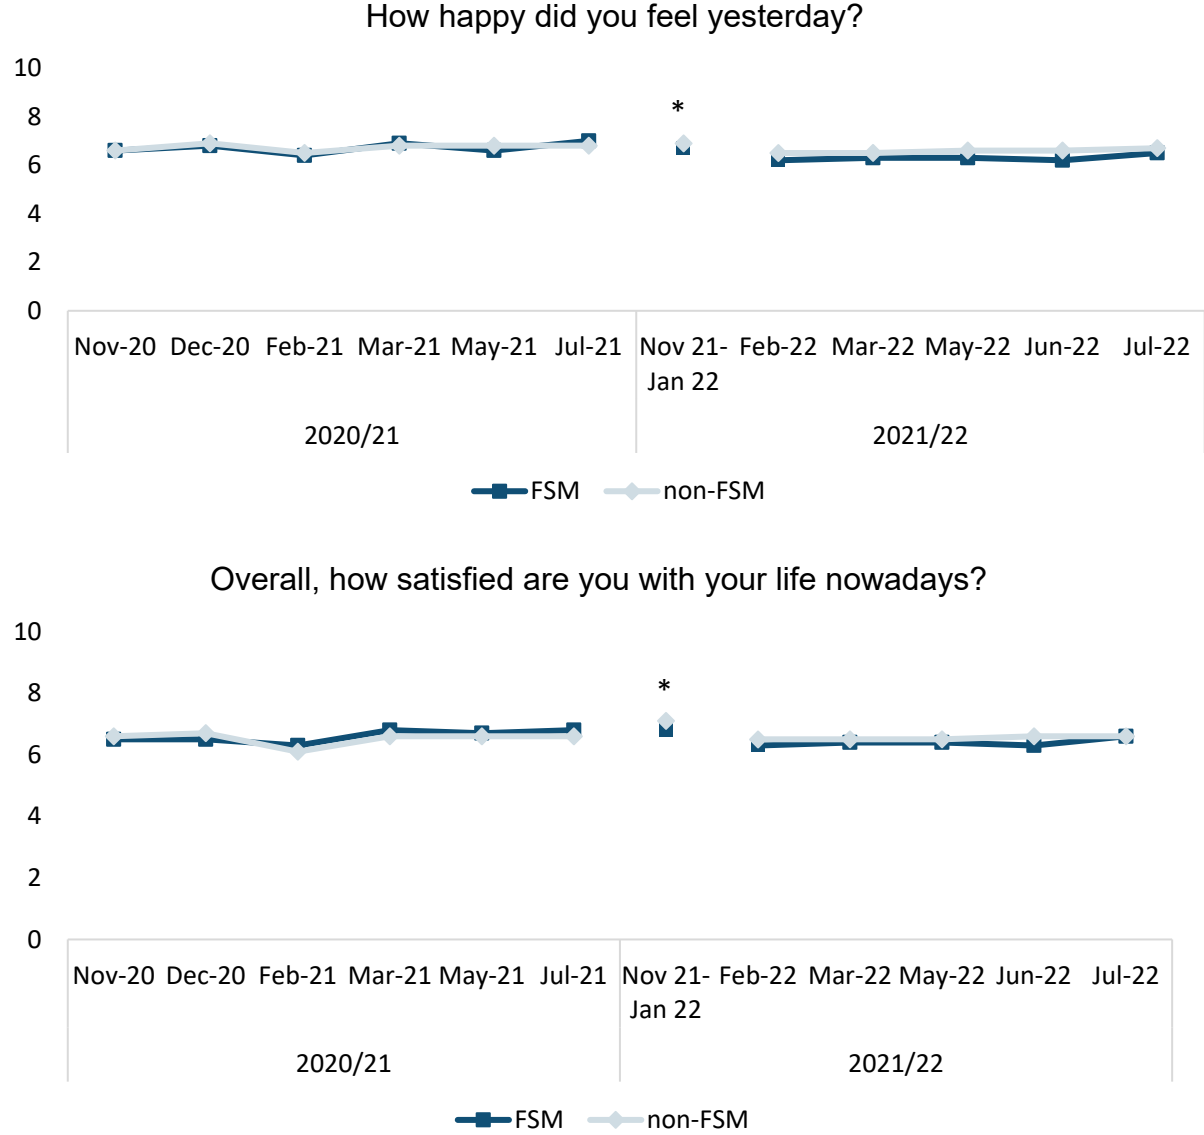 How happy did you feel yesterday?
10
8
6
4
2
0
*
Nov-20 Dec-20 Feb-21 Mar-21 May-21 Jul-21 Nov 21- Feb-22 Mar-22 May-22 Jun-22 Jul-22
Jan 22
2020/21 2021/22
FSM non-FSM
Overall, how satisfied are you with your life nowadays?
10
8
6
4
2
0
*
Nov-20 Dec-20 Feb-21 Mar-21 May-21 Jul-21 Nov 21- Feb-22 Mar-22 May-22 Jun-22 Jul-22
Jan 22
2020/21 2021/22
FSM non-FSM